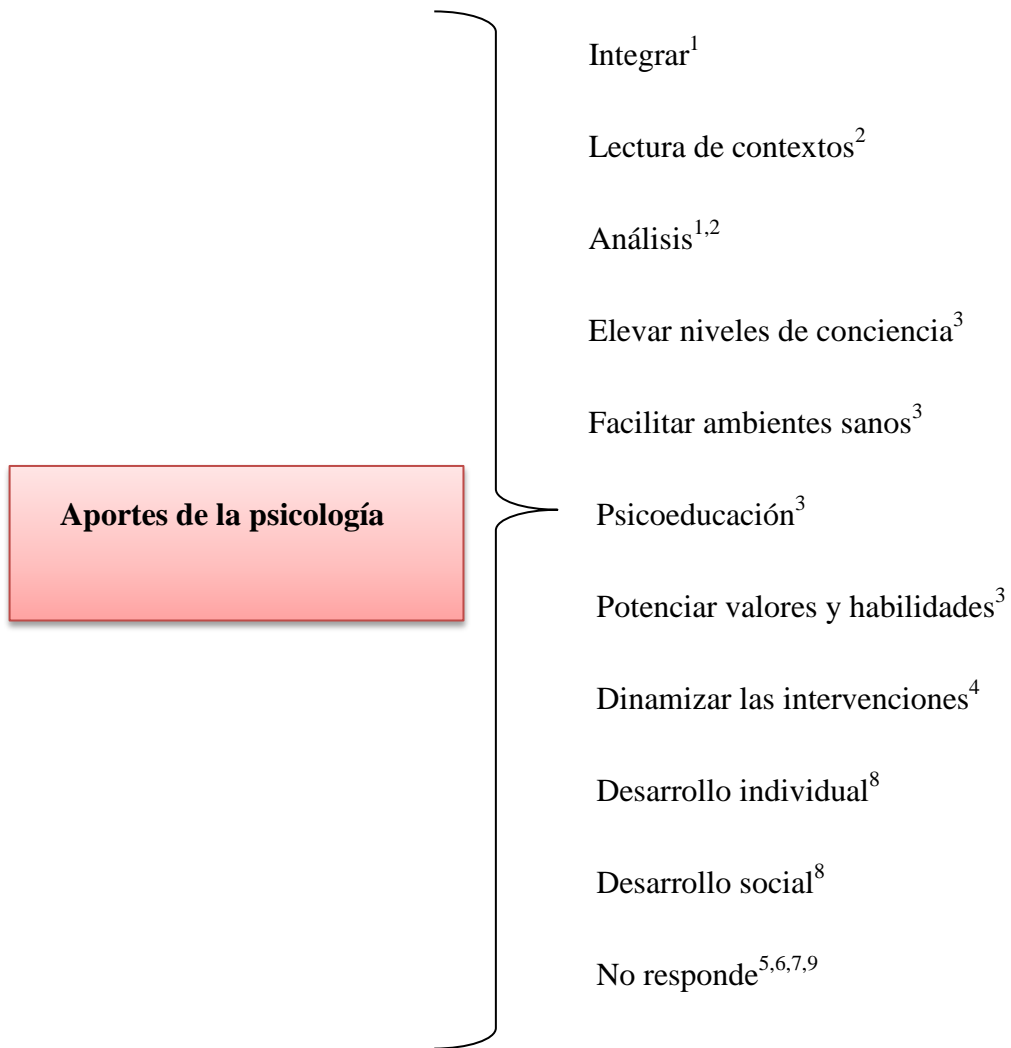 Integrar1
Lectura de contextos2
Análisis1,2
Elevar niveles de conciencia3
Facilitar ambientes sanos3
Aportes de la psicología
Psicoeducación3
Potenciar valores y habilidades3
Dinamizar las intervenciones4
Desarrollo individual8
Desarrollo social8
No responde5,6,7,9